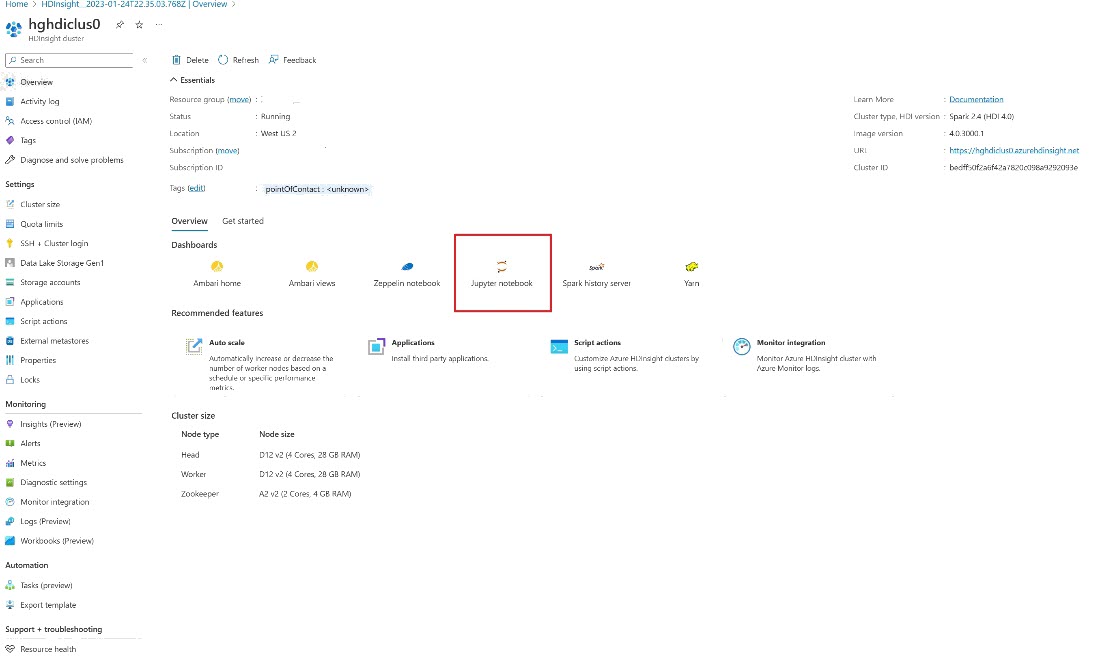 Home > HDInsight_2023-01-24T22.35.03.768Z | Overview >
hghdiclus0
HDInsight cluster
Search
Overview
Activity log
Access control (IAM)
Tags
Diagnose and solve problems
Settings
Cluster size
Quota limits
SSH + Cluster login
Data Lake Storage Gen1
Storage accounts
Applications
Script actions
External metastores
Properties
Locks
Monitoring
Insights (Preview)
Alerts
Metrics
Diagnostic settings
Monitor integration
Logs (Preview)
Workbooks (Preview)
Automation
Tasks (preview)
Export template
Support + troubleshooting
Resource health
Delete Refresh Feedback
Essentials
Resource group (move) :
Status : Running
Location : West US 2
Subscription (move)
Subscription ID
Tags (edit) : pointOfContact : <unknown>
Learn More : Documentation
Cluster type, HDI version : Spark 2.4 (HDI 4.0)
Image version : 4.0.3000.1
URL : https://hghdiclus0.azurehdinsight.net
Cluster ID : bedff50f2a6f42a7820c098a9292093e
Overview Get started
Dashboards
Ambari home Ambari views Zeppelin notebook Jupyter notebook Spark history server Yarn
Recommended features
Auto scale
Automatically increase or decrease the
number of worker nodes based on a
schedule or specific performance
metrics.
Applications
Install third party applications.
Script actions
Customize Azure HDInsight clusters by
using script actions.
Monitor integration
Monitor Azure HDInsight cluster with
Azure Monitor logs.
Cluster size
Node type Node size
Head D12 v2 (4 Cores, 28 GB RAM)
Worker D12 v2 (4 Cores, 28 GB RAM)
Zookeeper A2 v2 (2 Cores, 4 GB RAM)